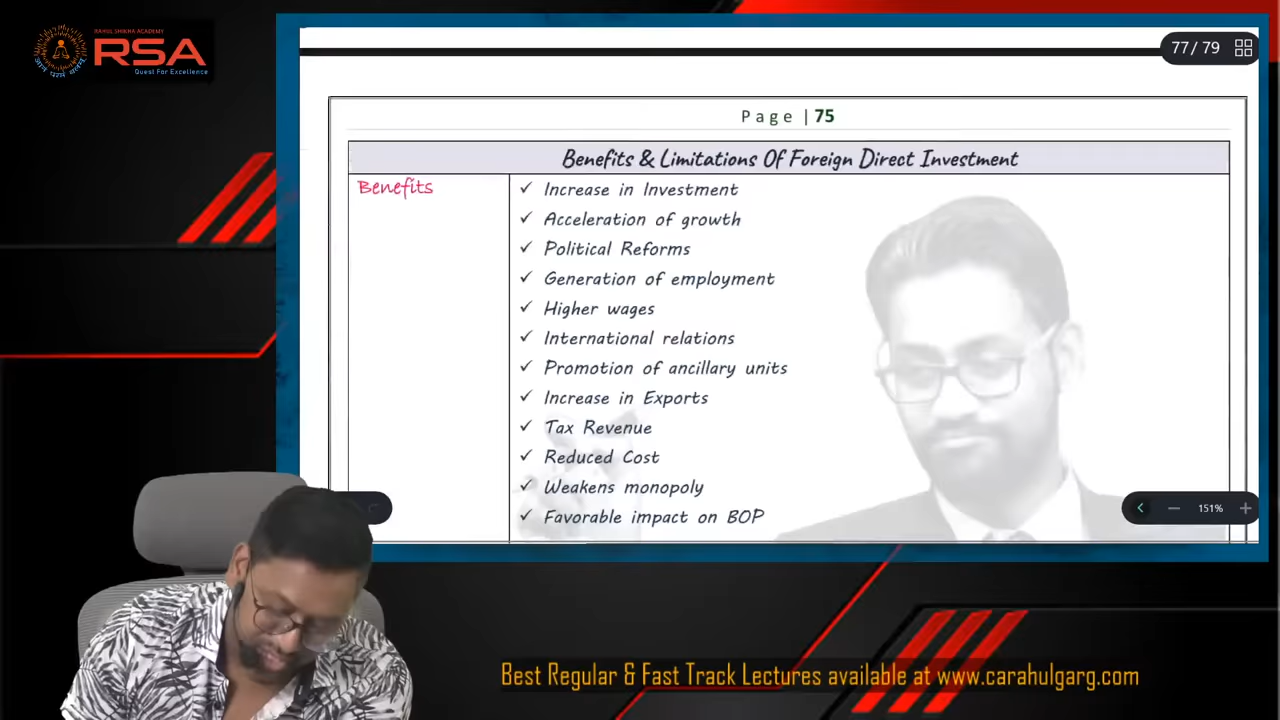 RAHUL SHIKHA ACADEMY
RSA
Quest For Excellence
77 / 79
Page | 75
Benefits & Limitations Of Foreign Direct Investment
Benefits
✓ Increase in Investment
✓ Acceleration of growth
✓ Political Reforms
✓ Generation of employment
✓ Higher wages
✓ International relations
✓ Promotion of ancillary units
✓ Increase in Exports
✓ Tax Revenue
✓ Reduced Cost
✓ Weakens monopoly
✓ Favorable impact on BOP
151%
Best Regular & Fast Track Lectures available at www.carahulgarg.com